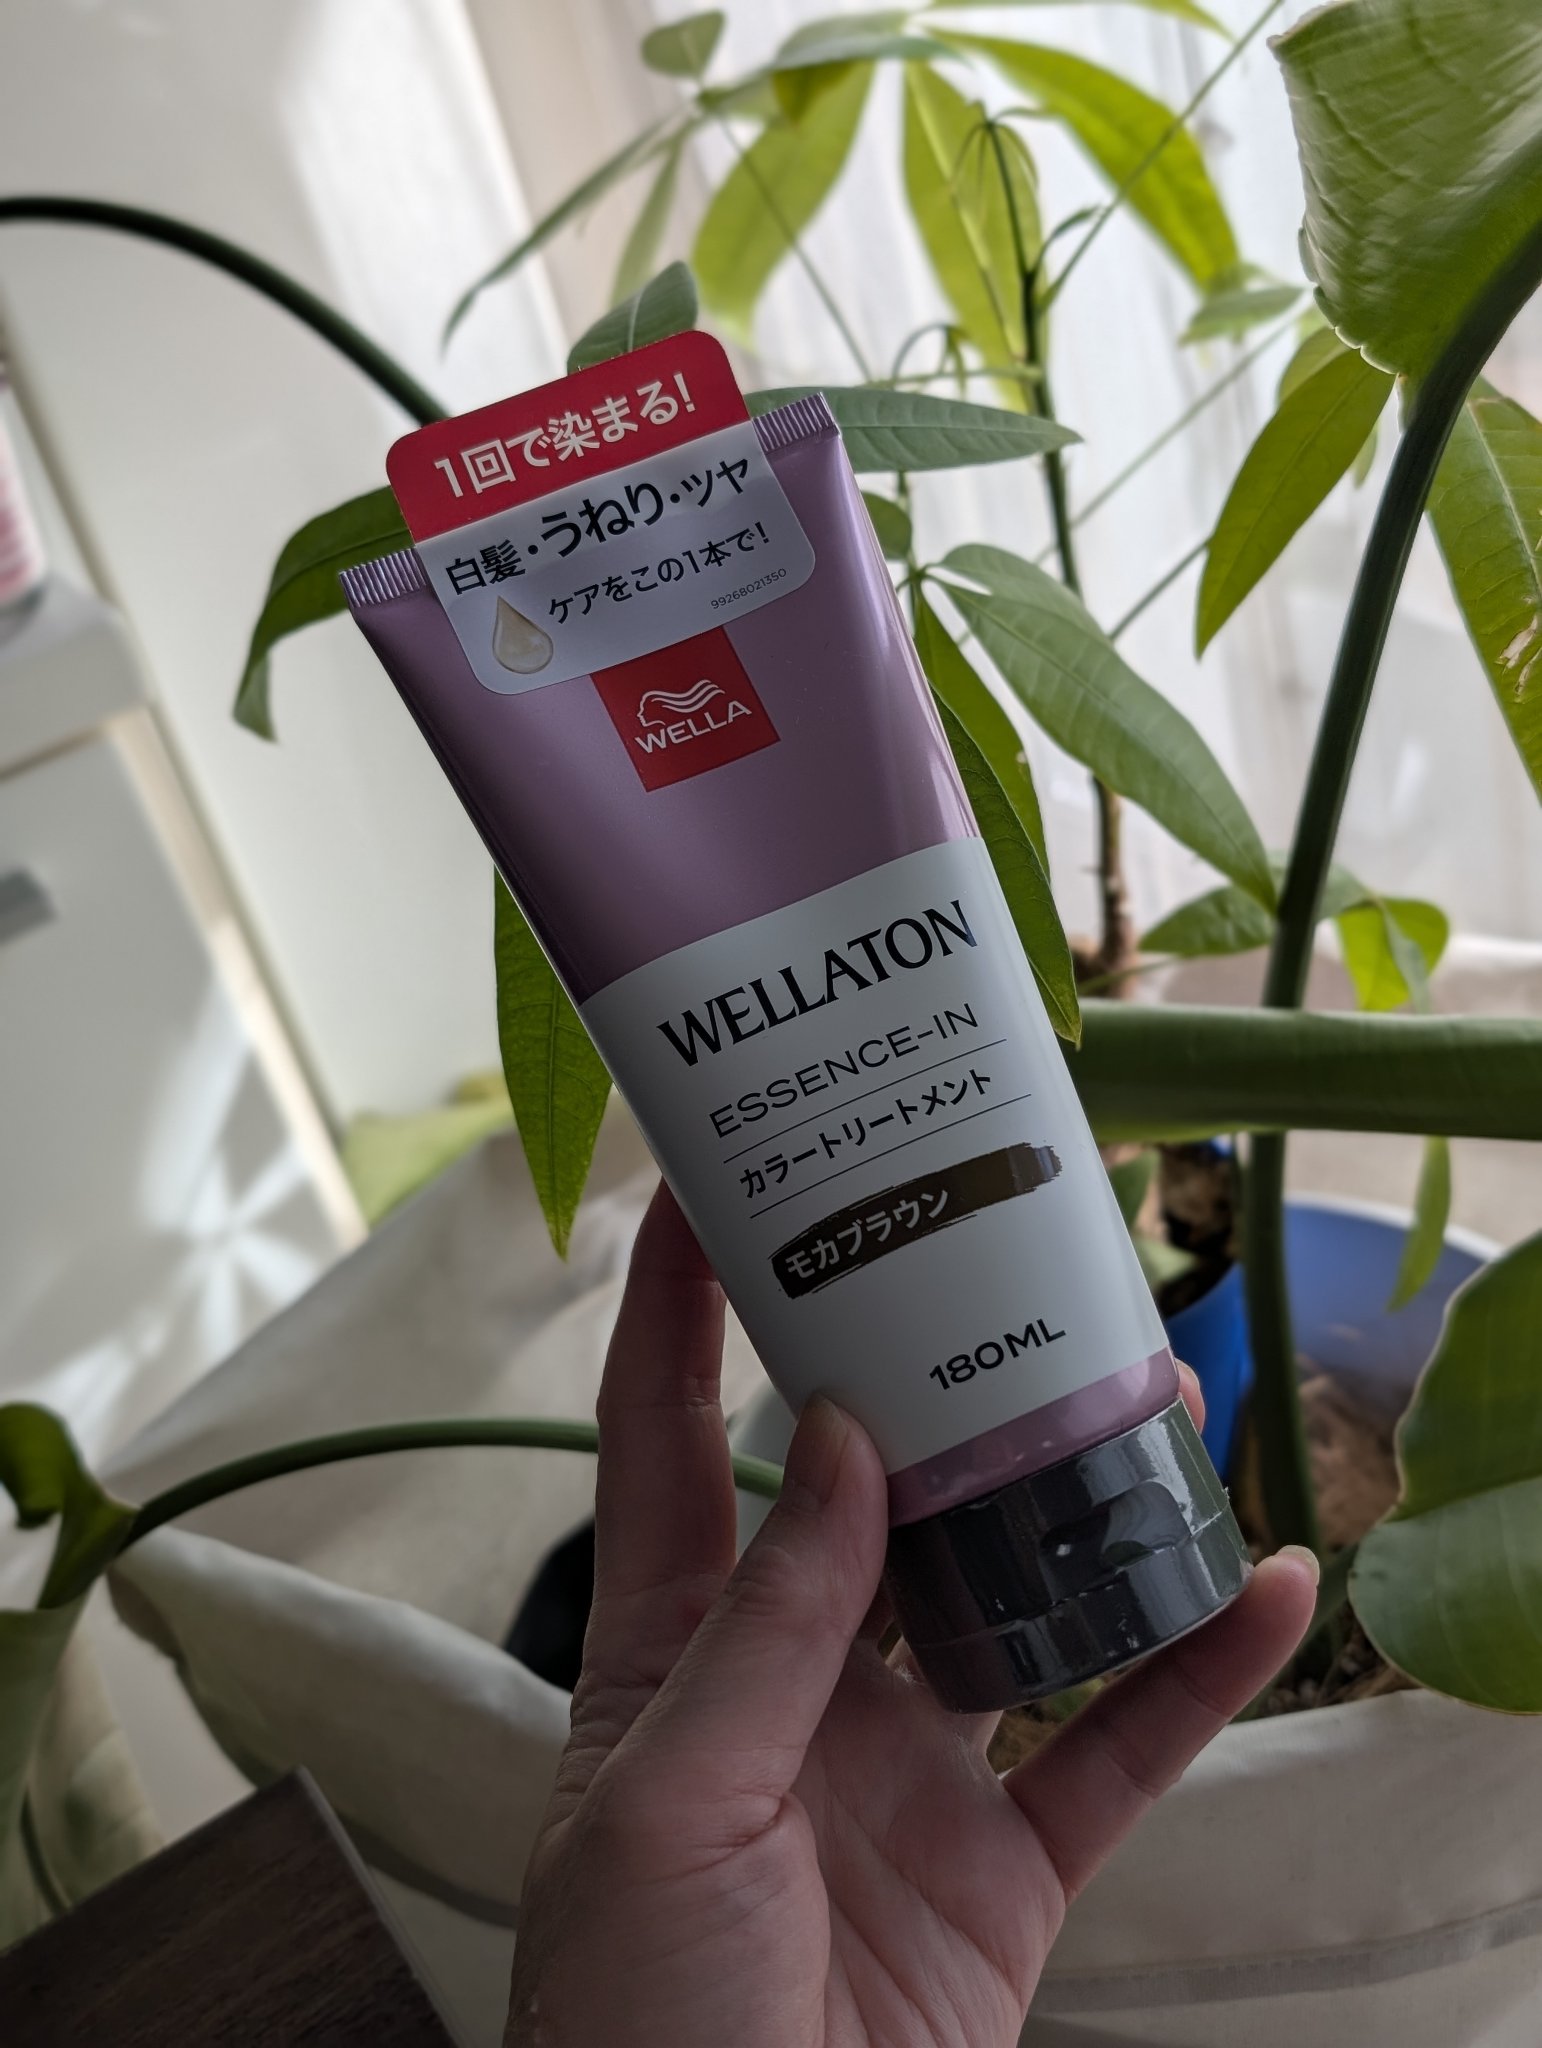 1回で染まる!
白髪・うねり・ツヤ
ケアをこの1本で!
99268021350
WELLA
WELLATON
ESSENCE-IN
カラートリートメント
モカブラウン
180ML